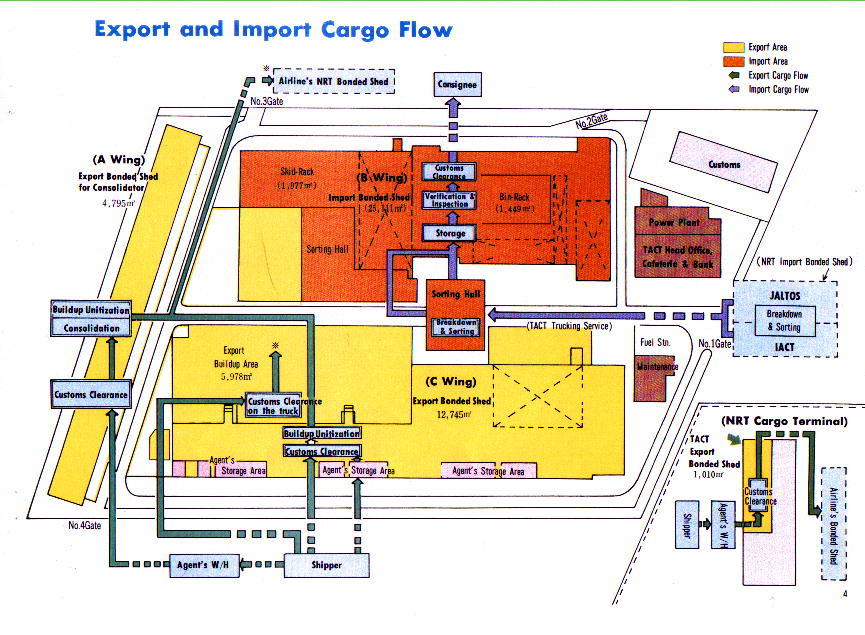 Export and Import Cargo Flow
Export Area
Import Area
Export Cargo Flow
Import Cargo Flow
※
Airline's NRT Bonded Shed
Consignee
No.3Gate
No.2Gate
(A Wing)
Export Bonded Shed
for Consolidator
4,795㎡
Skid-Rack
(1,977㎡)
(B Wing)
Import Bonded Shed
Customs
Clearance
Verification &
Inspection
Storage
Bin-Rack
(1,449㎡)
Sorting Hall
Customs
Power Plant
TACT Head Office,
Cafeterie & Bank
(NRT Import Bonded Shed)
JALTOS
Breakdown
& Sorting
IACT
Sorting Hall
Breakdown
& Sorting
(TACT Trucking Service)
No.1Gate
Fuel Stn.
Maintenance
Buildup Unitization
Consolidation
Customs Clearance
※
Export
Buildup Area
5,978㎡
Customs Clearance
on the truck
(C Wing)
Export Bonded Shed
12,745㎡
Buildup Unitization
Customs Clearance
Agent's
Storage Area
Agent's Storage Area
Agent's Storage Area
No.4Gate
Agent's W/H
Shipper
(NRT Cargo Terminal)
TACT
Export
Bonded Shed
1,010㎡
Customs
Clearance
Shipper
Agent's W/H
Airline's Bonded Shed
4